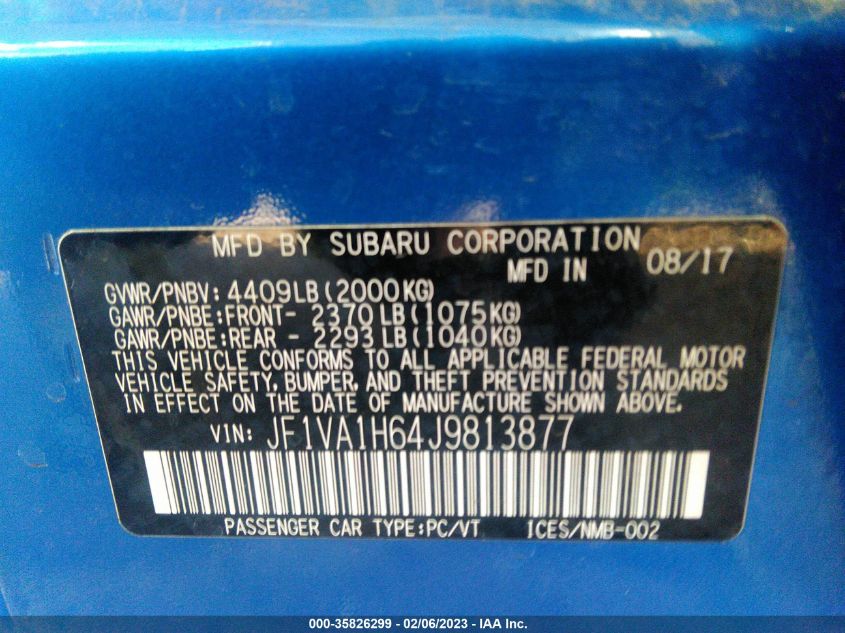 MFD BY SUBARU CORPORATION
MFD IN 08/17
GVWR/PNBV: 4409LB(2000KG)
GAWR/PNBE:FRONT- 2370LB(1075KG)
GAWR/PNBE:REAR - 2293LB(1040KG)
THIS VEHICLE CONFORMS TO ALL APPLICABLE FEDERAL MOTOR
VEHICLE SAFETY, BUMPER, AND THEFT PREVENTION STANDARDS
IN EFFECT ON THE DATE OF MANUFACTURE SHOWN ABOVE.
VIN: JF1VA1H64J9813877
PASSENGER CAR TYPE:PC/VT ICES/NMB-002
000-35826299 - 02/06/2023 - IAA Inc.